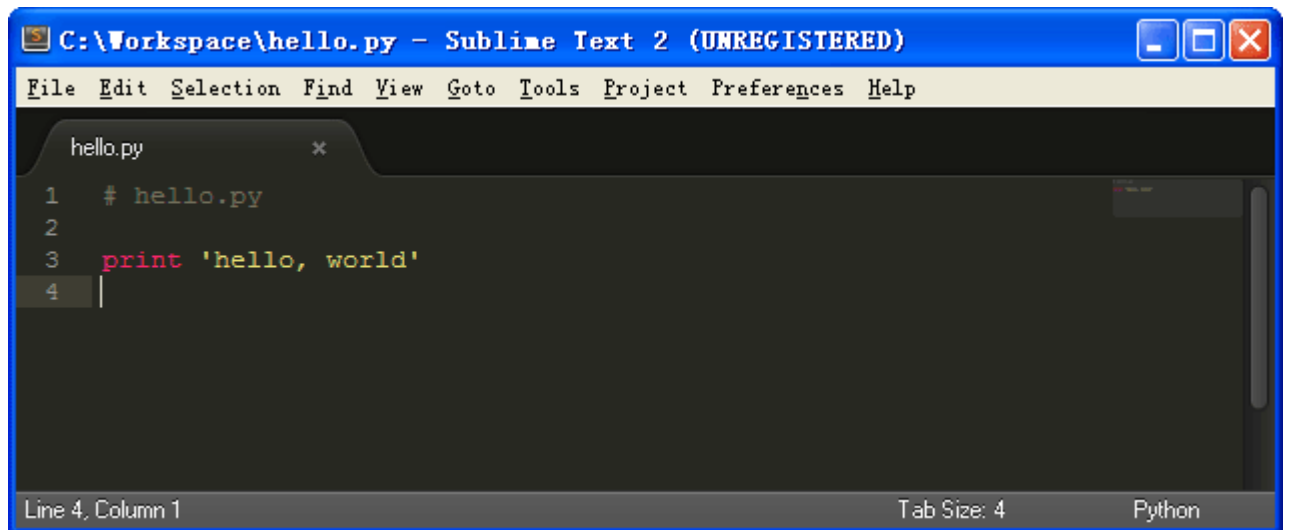 C:\Workspace\hello.py - Sublime Text 2 (UNREGISTERED)
File Edit Selection Find View Goto Tools Project Preferences Help
hello.py ×
1 # hello.py
2
3 print 'hello, world'
4
Line 4, Column 1 Tab Size: 4 Python